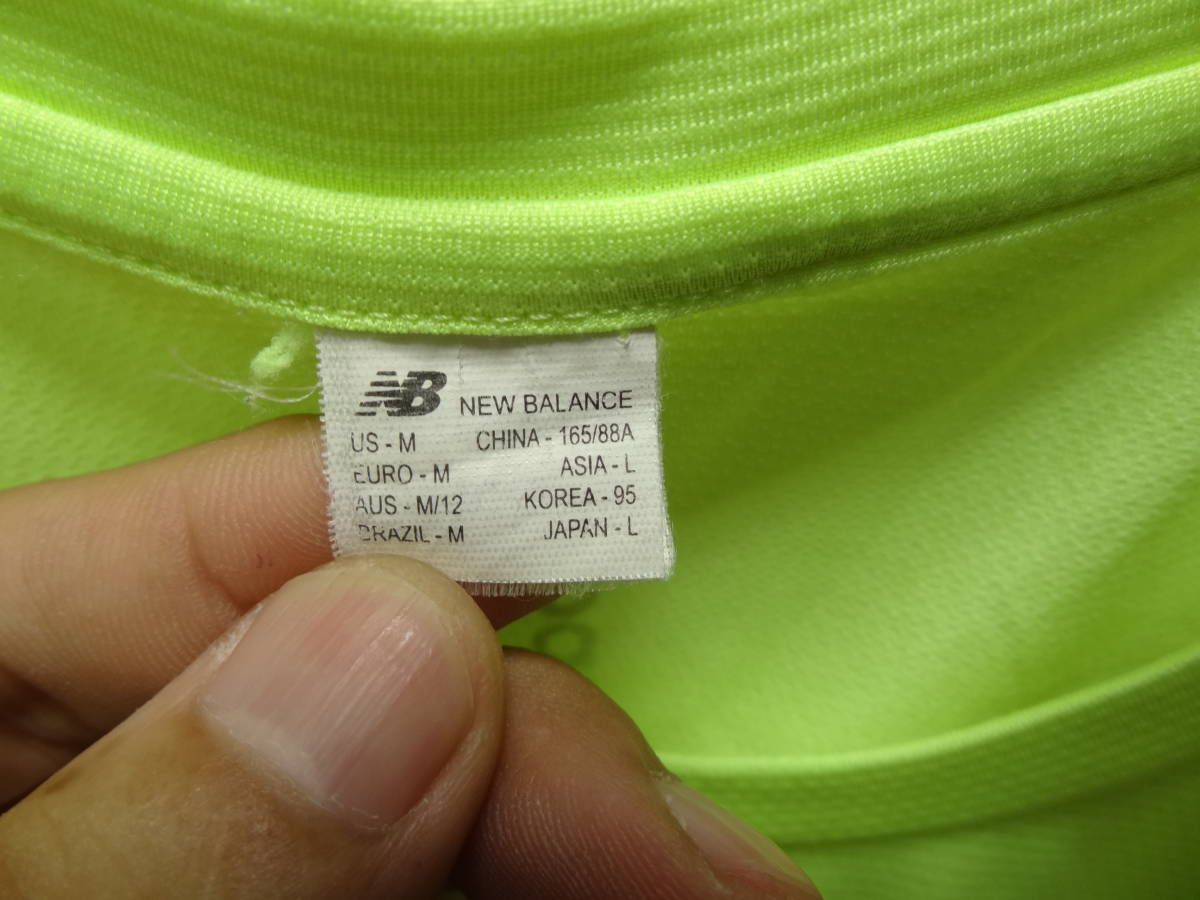 NB NEW BALANCE
US - M CHINA - 165/88A
EURO - M ASIA - L
AUS - M/12 KOREA - 95
BRAZIL - M JAPAN - L